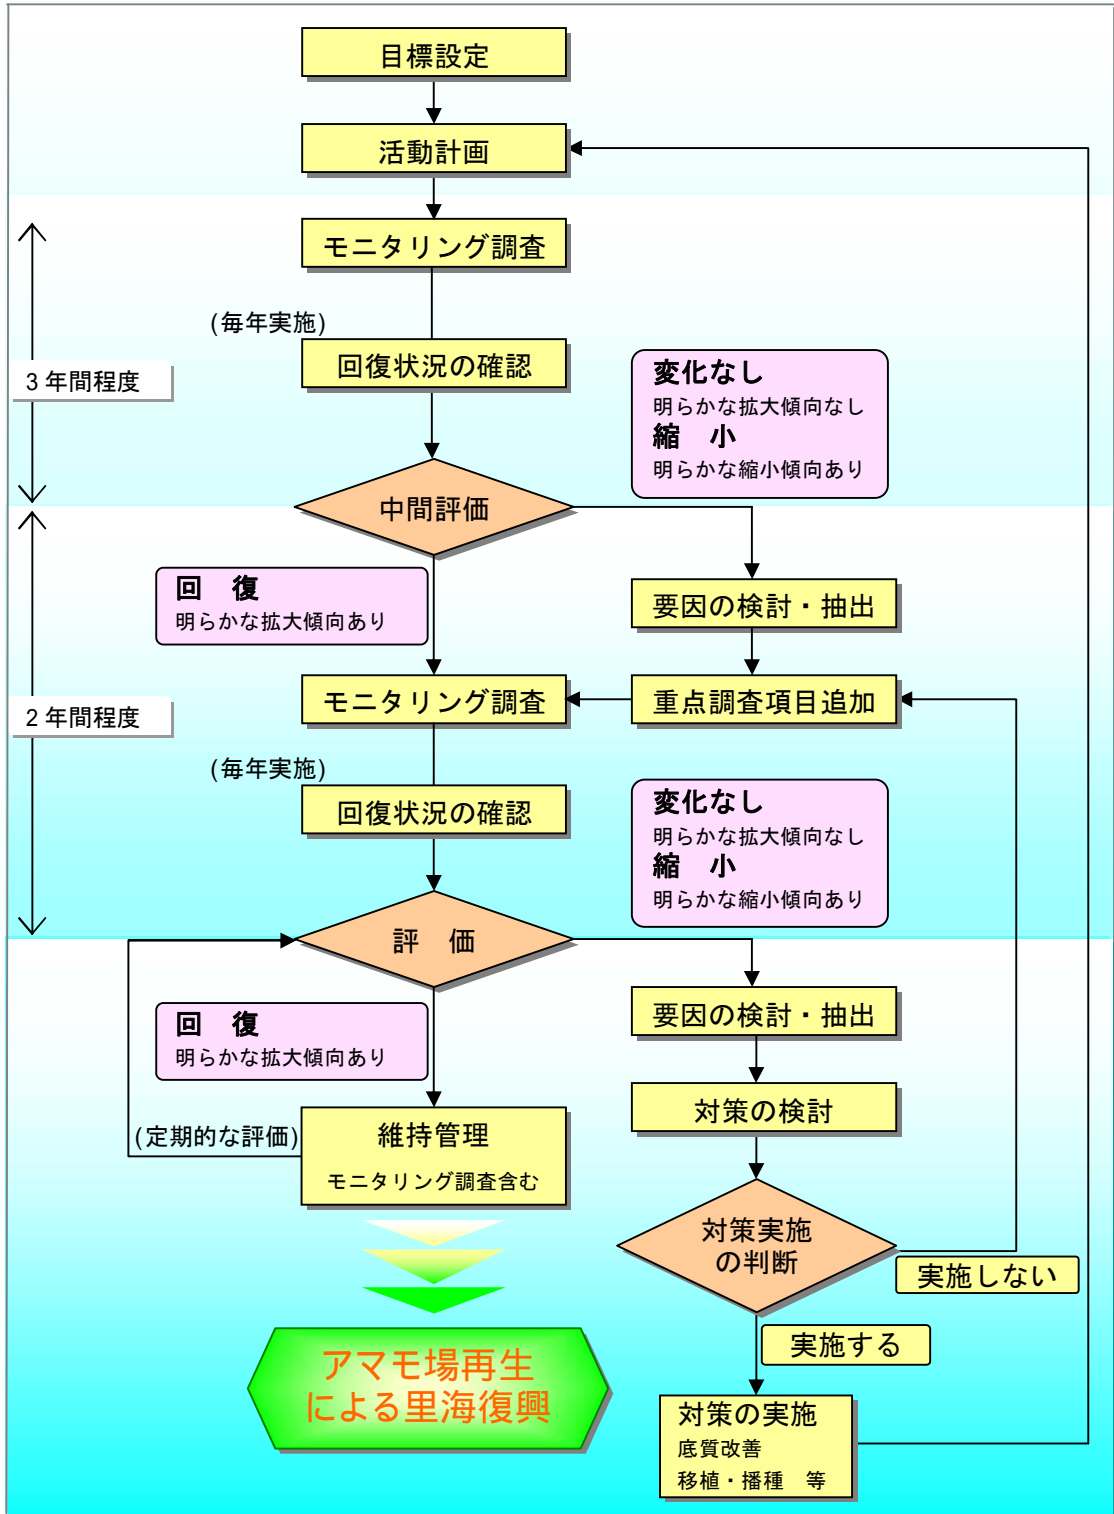 目標設定
活動計画
モニタリング調査
(毎年実施)
3年間程度
回復状況の確認
変化なし
明らかな拡大傾向なし
縮　小
明らかな縮小傾向あり
中間評価
回　復
明らかな拡大傾向あり
要因の検討・抽出
モニタリング調査
重点調査項目追加
2年間程度
(毎年実施)
回復状況の確認
変化なし
明らかな拡大傾向なし
縮　小
明らかな縮小傾向あり
評　価
回　復
明らかな拡大傾向あり
要因の検討・抽出
対策の検討
(定期的な評価)
維持管理
モニタリング調査含む
対策実施
の判断
実施しない
実施する
アマモ場再生
による里海復興
対策の実施
底質改善
移植・播種　等